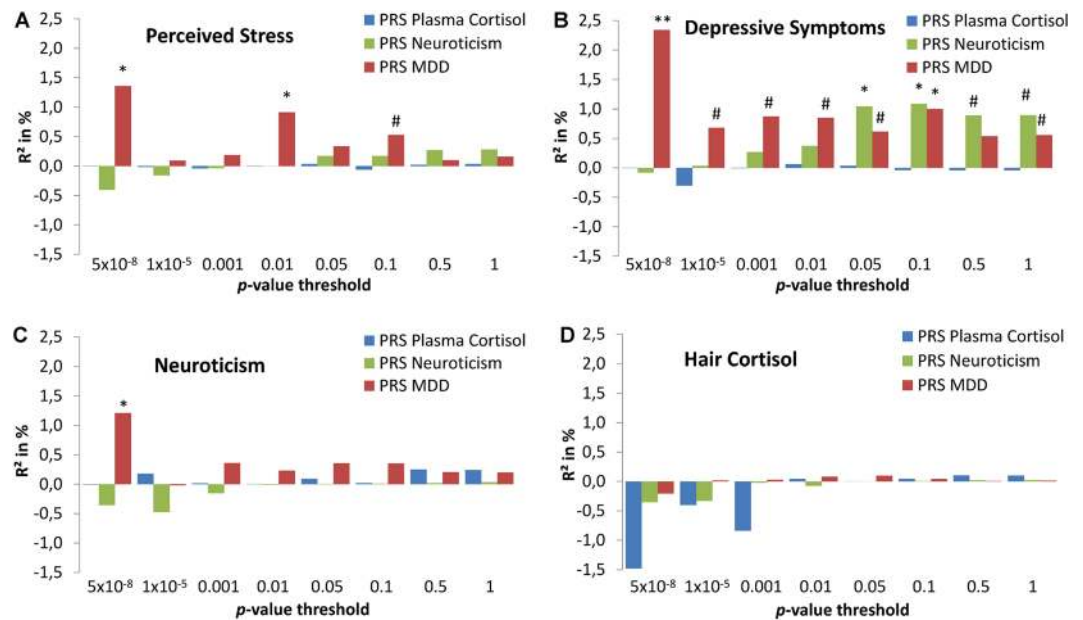 A
Perceived Stress
PRS Plasma Cortisol
PRS Neuroticism
PRS MDD
R² in %
2,5
2,0
1,5
1,0
0,5
0,0
-0,5
-1,0
-1,5
*
*
#
5x10⁻⁸ 1x10⁻⁵ 0.001 0.01 0.05 0.1 0.5 1
p-value threshold
B
Depressive Symptoms
PRS Plasma Cortisol
PRS Neuroticism
PRS MDD
R² in %
2,5
2,0
1,5
1,0
0,5
0,0
-0,5
-1,0
-1,5
**
# # # * # * * # # #
5x10⁻⁸ 1x10⁻⁵ 0.001 0.01 0.05 0.1 0.5 1
p-value threshold
C
Neuroticism
PRS Plasma Cortisol
PRS Neuroticism
PRS MDD
R² in %
2,5
2,0
1,5
1,0
0,5
0,0
-0,5
-1,0
-1,5
*
5x10⁻⁸ 1x10⁻⁵ 0.001 0.01 0.05 0.1 0.5 1
p-value threshold
D
Hair Cortisol
PRS Plasma Cortisol
PRS Neuroticism
PRS MDD
R² in %
2,5
2,0
1,5
1,0
0,5
0,0
-0,5
-1,0
-1,5
5x10⁻⁸ 1x10⁻⁵ 0.001 0.01 0.05 0.1 0.5 1
p-value threshold